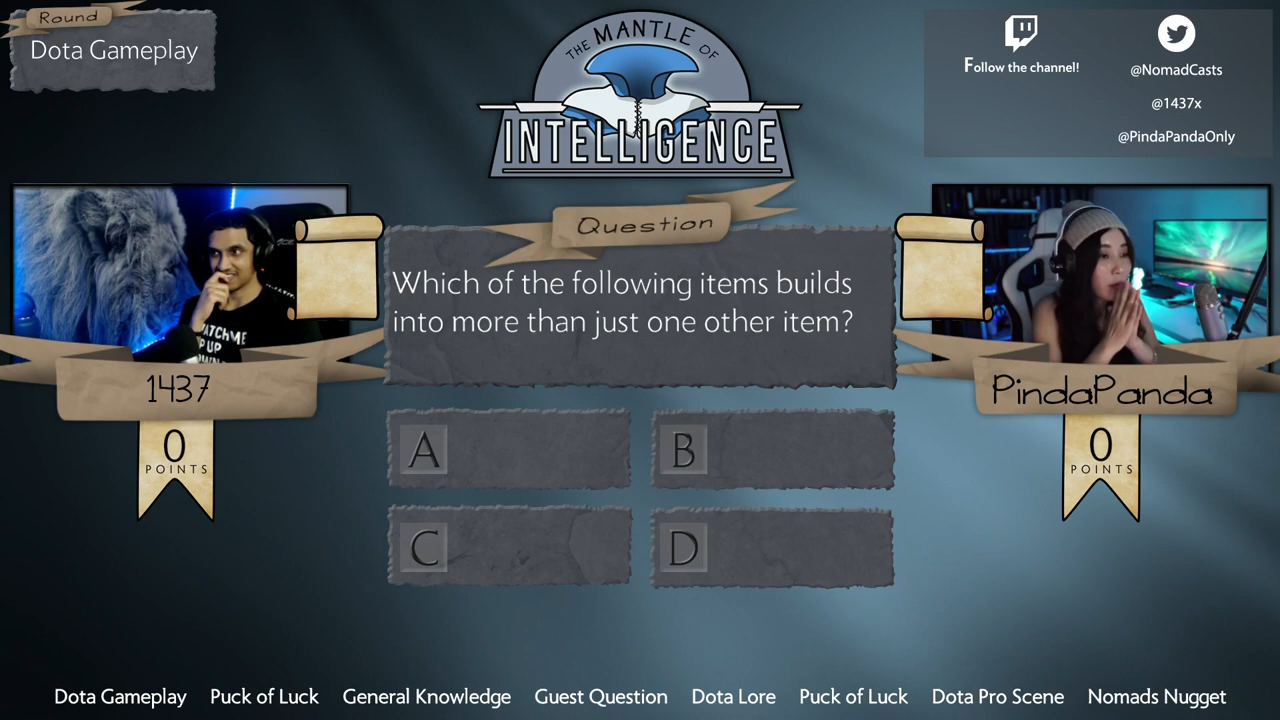 Round
Dota Gameplay
THE MANTLE OF
INTELLIGENCE
Follow the channel!
@NomadCasts
@1437x
@PindaPandaOnly
Question
Which of the following items builds
into more than just one other item?
WATCH ME
1437
0
POINTS
PindaPanda
0
POINTS
A
B
C
D
Dota Gameplay Puck of Luck General Knowledge Guest Question Dota Lore Puck of Luck Dota Pro Scene Nomads Nugget